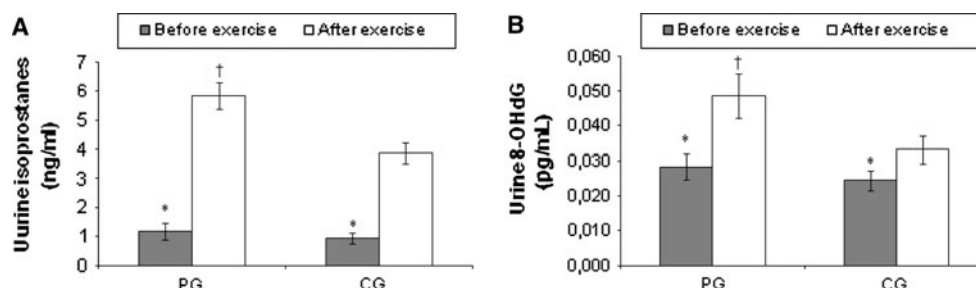 A
Before exercise After exercise
Uurine isoprostanes
(ng/ml)
7
6
5
4
3
2
1
0
†
*
*
PG CG
B
Before exercise After exercise
Urine 8-OHdG
(pg/mL)
0,060
0,050
0,040
0,030
0,020
0,010
0,000
†
*
*
PG CG